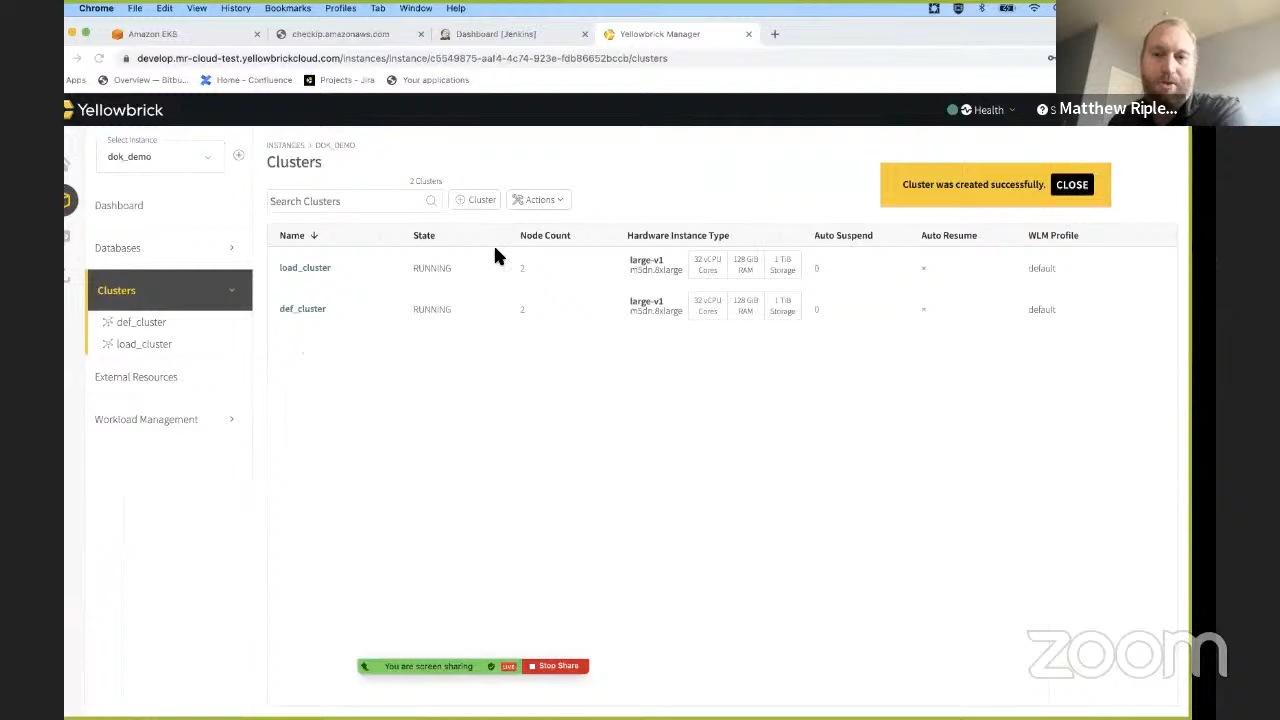 Chrome File Edit View History Bookmarks Profiles Tab Window Help
Amazon EKS checkip.amazonaws.com Dashboard [Jenkins] Yellowbrick Manager
develop.mr-cloud-test.yellowbrickcloud.com/instances/instance/c5549875-aaf4-4c74-923e-fdb86652bccb/clusters
Apps Overview — Bitbu... Home - Confluence Projects - Jira Your applications
Yellowbrick Health S Matthew Riple...
Select Instance
dok_demo
Dashboard
Databases
Clusters
def_cluster
load_cluster
External Resources
Workload Management
INSTANCES > DOK_DEMO
Clusters
2 Clusters
Search Clusters Cluster Actions
Cluster was created successfully. CLOSE
Name State Node Count Hardware Instance Type Auto Suspend Auto Resume WLM Profile
load_cluster RUNNING 2 large-v1 m5dn.8xlarge 32 vCPU Cores 128 GiB RAM 1 TiB Storage 0 × default
def_cluster RUNNING 2 large-v1 m5dn.8xlarge 32 vCPU Cores 128 GiB RAM 1 TiB Storage 0 × default
You are screen sharing LIVE Stop Share
zoom